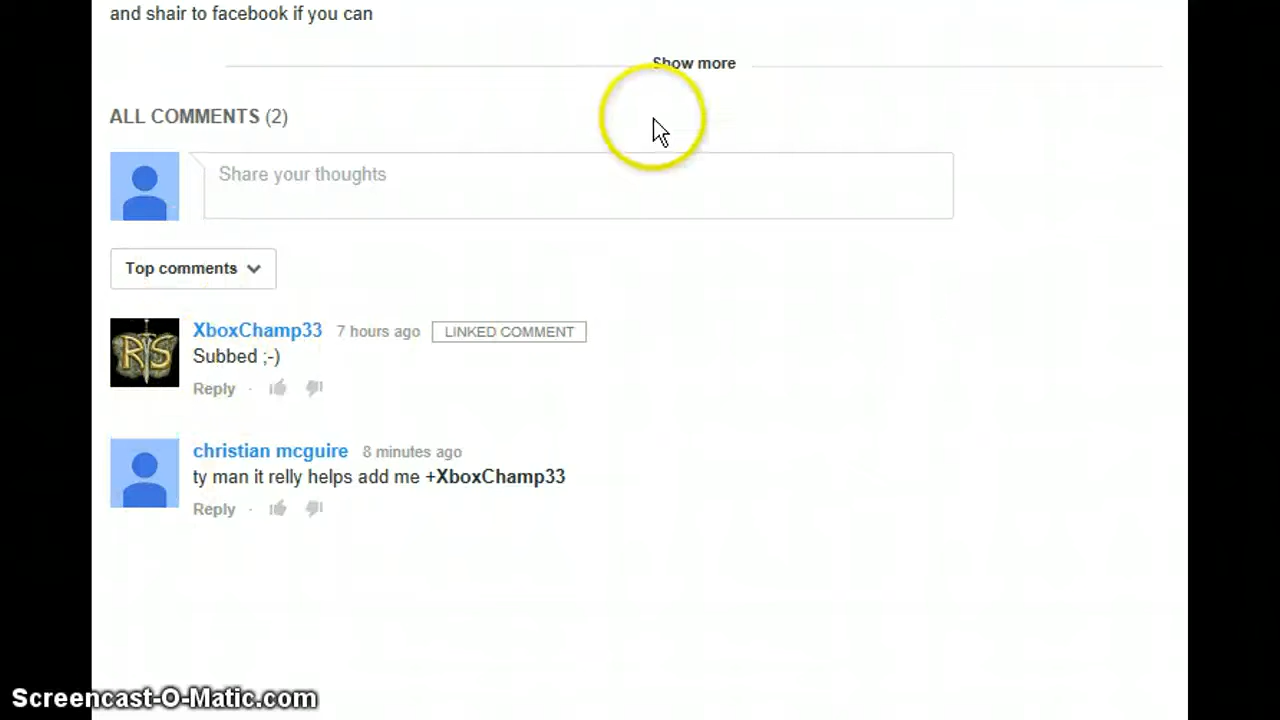 and shair to facebook if you can
Show more
ALL COMMENTS (2)
Share your thoughts
Top comments
XboxChamp33 7 hours ago LINKED COMMENT
RS
Subbed ;-)
Reply ·
christian mcguire 8 minutes ago
ty man it relly helps add me +XboxChamp33
Reply ·
Screencast-O-Matic.com